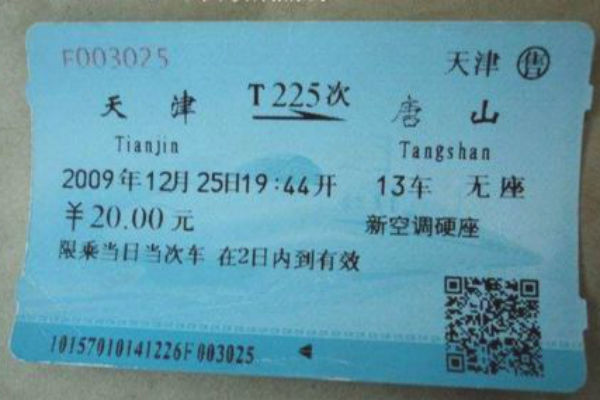 F003025 天津 售
天津 T225次 唐山
Tianjin Tangshan
2009年12月25日19:44开 13车 无座
￥20.00元 新空调硬座
限乘当日当次车 在2日内到有效
10157010141226F003025